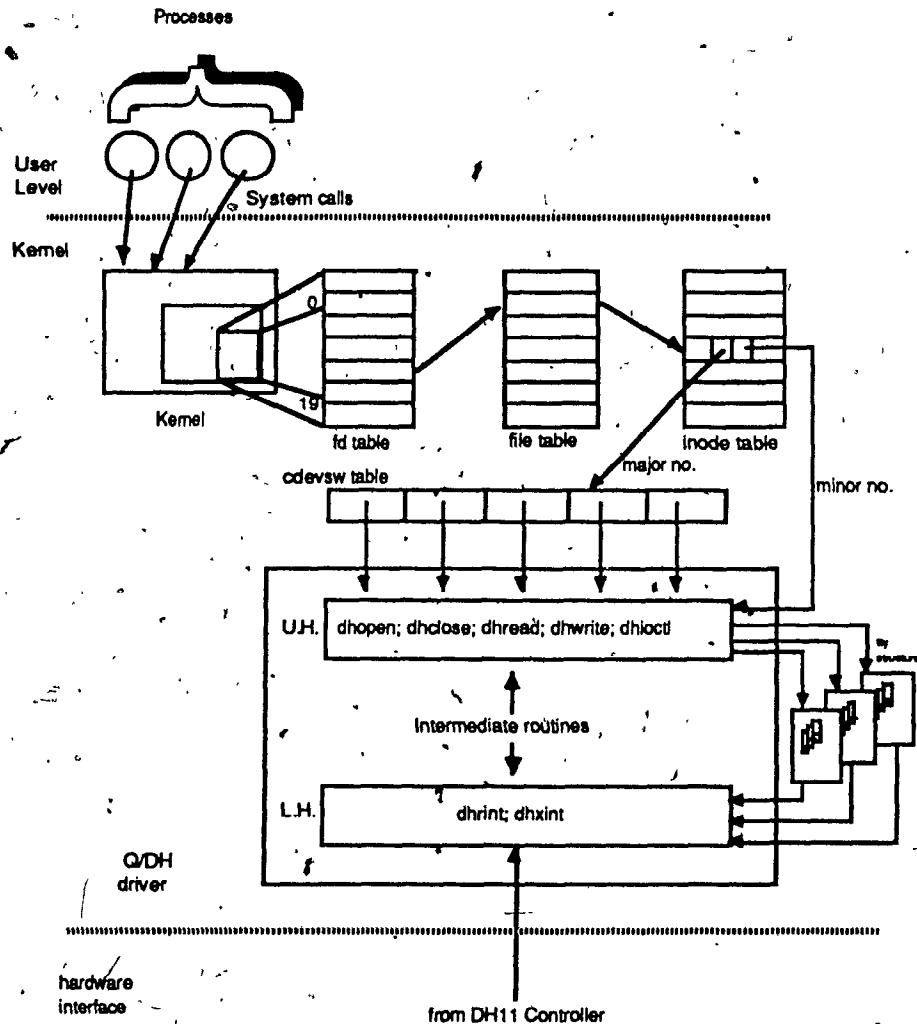 Processes
User
Level
System calls
Kernel
0
19
Kernel
fd table
file table
inode table
major no.
minor no.
cdevsw table
U.H.
dhopen; dhclose; dhread; dhwrite; dhioctl
Intermediate routines
L.H.
dhrint; dhxint
Q/DH
driver
hardware
interface
from DH11 Controller